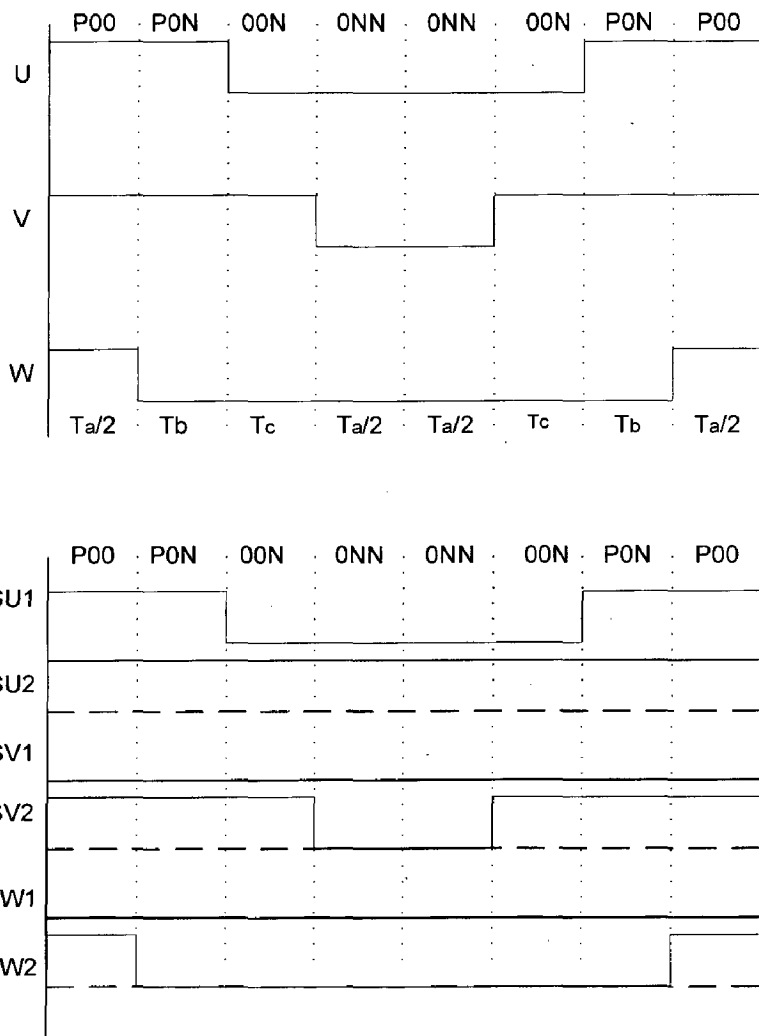 P00 P0N 00N 0NN 0NN 00N P0N P00
U
V
W
Ta/2 Tb Tc Ta/2 Ta/2 Tc Tb Ta/2
P00 P0N 00N 0NN 0NN 00N P0N P00
SU1
SU2
SV1
SV2
W1
W2